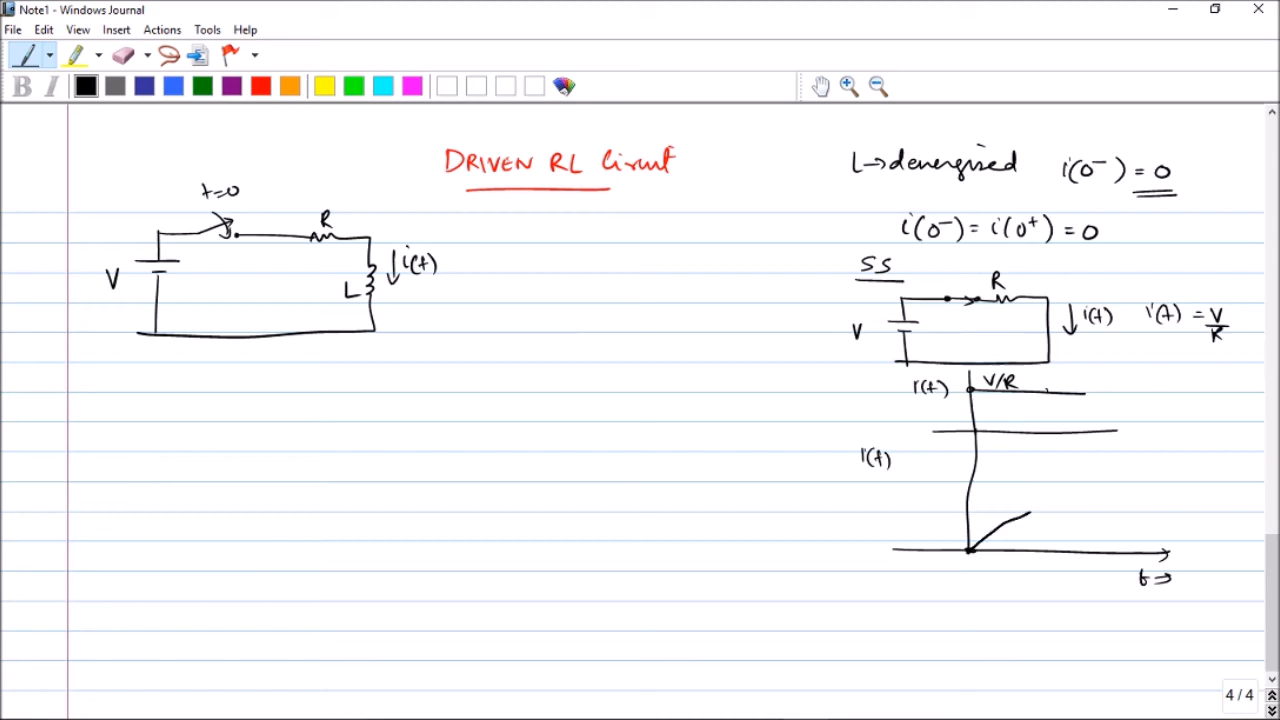 Note1 - Windows Journal
File Edit View Insert Actions Tools Help
B I
DRIVEN RL Circuit
t=0
R
V
L
i(t)
L→ denergised i(0⁻) = 0
i(0⁻) = i(0⁺) = 0
SS
R
V
i(t) i(t) = V/R
i(t) V/R
i(t)
t→
4 / 4